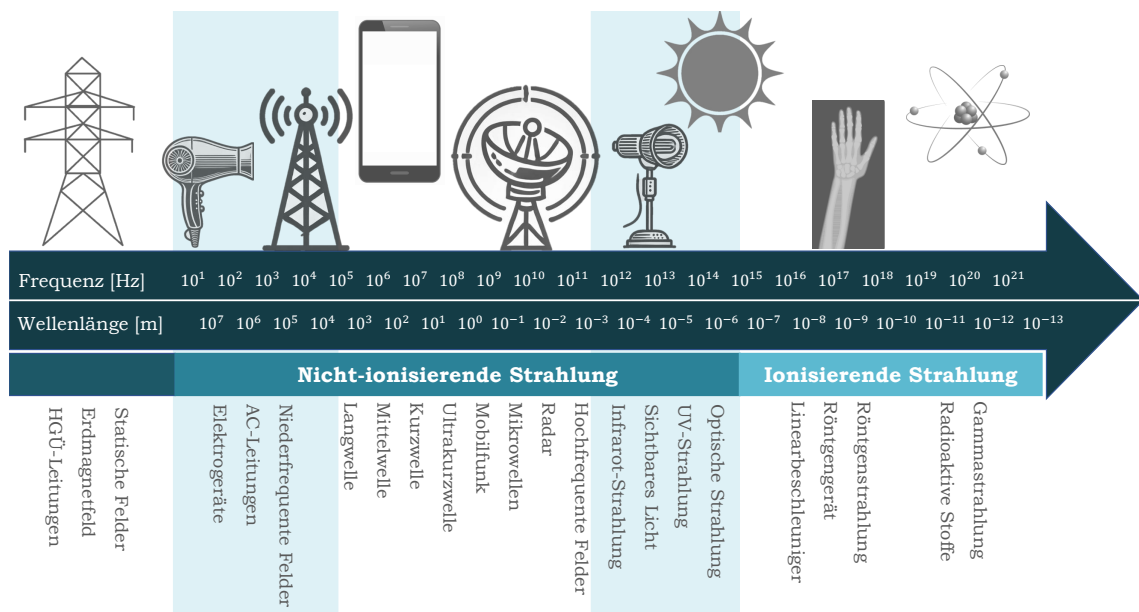 Frequenz [Hz] 10¹ 10² 10³ 10⁴ 10⁵ 10⁶ 10⁷ 10⁸ 10⁹ 10¹⁰ 10¹¹ 10¹² 10¹³ 10¹⁴ 10¹⁵ 10¹⁶ 10¹⁷ 10¹⁸ 10¹⁹ 10²⁰ 10²¹
Wellenlänge [m] 10⁷ 10⁶ 10⁵ 10⁴ 10³ 10² 10¹ 10⁰ 10⁻¹ 10⁻² 10⁻³ 10⁻⁴ 10⁻⁵ 10⁻⁶ 10⁻⁷ 10⁻⁸ 10⁻⁹ 10⁻¹⁰ 10⁻¹¹ 10⁻¹² 10⁻¹³
Nicht-ionisierende Strahlung
Ionisierende Strahlung
HGÜ-Leitungen
Erdmagnetfeld
Statische Felder
Elektrogeräte
AC-Leitungen
Niederfrequente Felder
Langwelle
Mittelwelle
Kurzwelle
Ultrakurzwelle
Mobilfunk
Mikrowellen
Radar
Hochfrequente Felder
Infrarot-Strahlung
Sichtbares Licht
UV-Strahlung
Optische Strahlung
Linearbeschleuniger
Röntgengerät
Röntgenstrahlung
Radioaktive Stoffe
Gammastrahlung